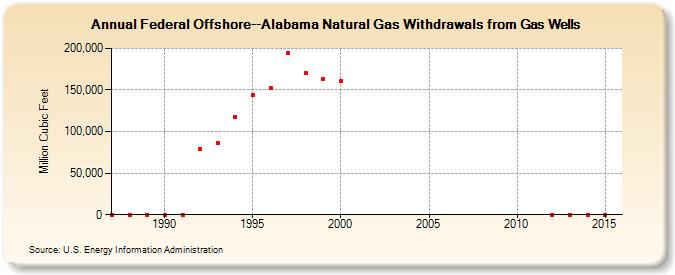 Annual Federal Offshore--Alabama Natural Gas Withdrawals from Gas Wells
Million Cubic Feet
200,000
150,000
100,000
50,000
0
1990 1995 2000 2005 2010 2015
Source: U.S. Energy Information Administration